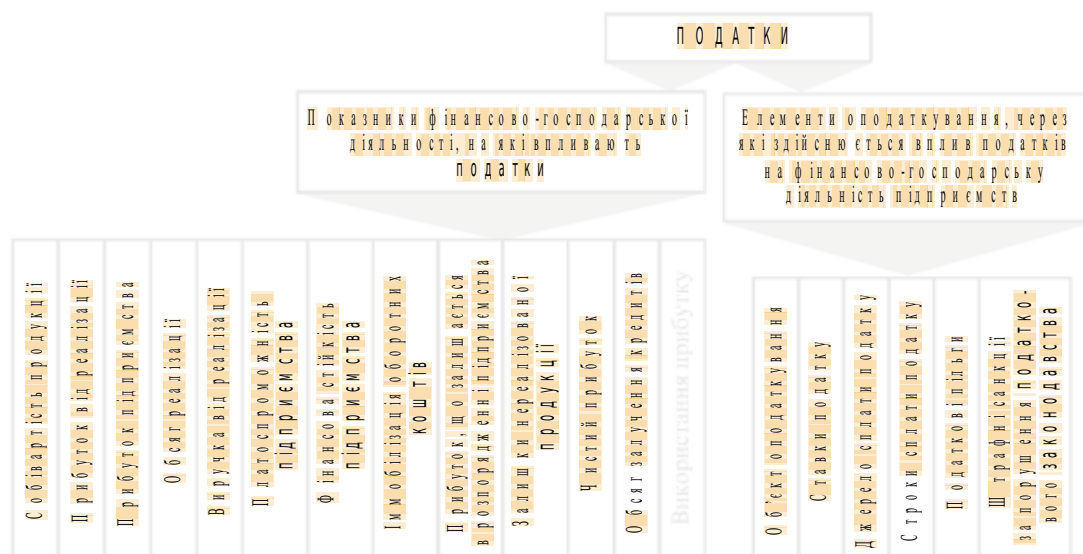 ПОДАТКИ
Показники фінансово-господарської
діяльності, на які впливають
податки
Елементи оподаткування, через
які здійснюється вплив податків
на фінансово-господарську
діяльність підприємств
Собівартість продукції
Прибуток від реалізації
Прибуток підприємства
Обсяг реалізації
Виручка від реалізації
Платоспроможність
підприємства
Фінансова стійкість
підприємства
Іммобілізація оборотних
коштів
Прибуток, що залишається
в розпорядженні підприємства
Залишки нереалізованої
продукції
Чистий прибуток
Обсяг залучення кредитів
Використання прибутку
Об'єкт оподаткування
Ставки податку
Джерело сплати податку
Строки сплати податку
Податкові пільги
Штрафні санкції
за порушення податко-
вого законодавства